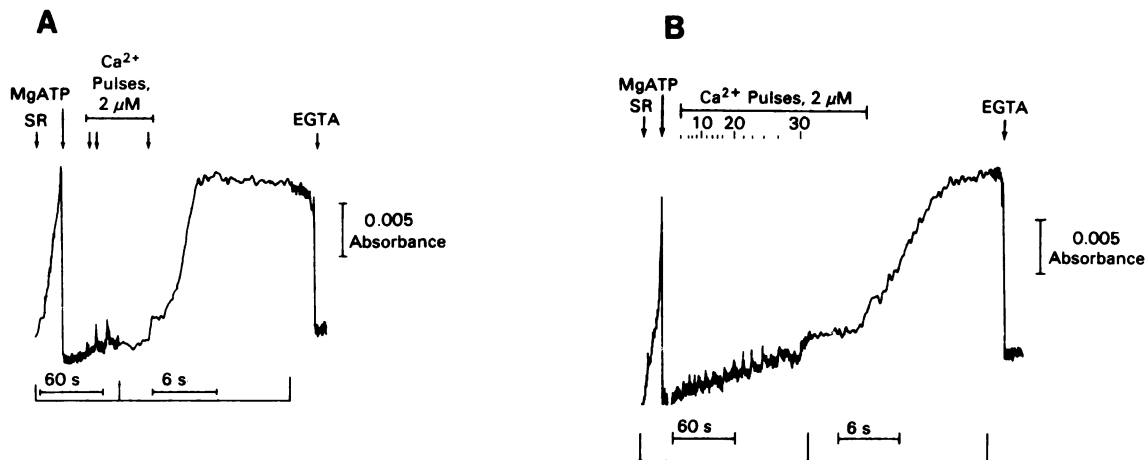 A
Ca2+
Pulses,
2 μM
MgATP
SR
EGTA
0.005
Absorbance
60 s
6 s
B
MgATP
SR
Ca2+ Pulses, 2 μM
10 20 30
EGTA
0.005
Absorbance
60 s
6 s